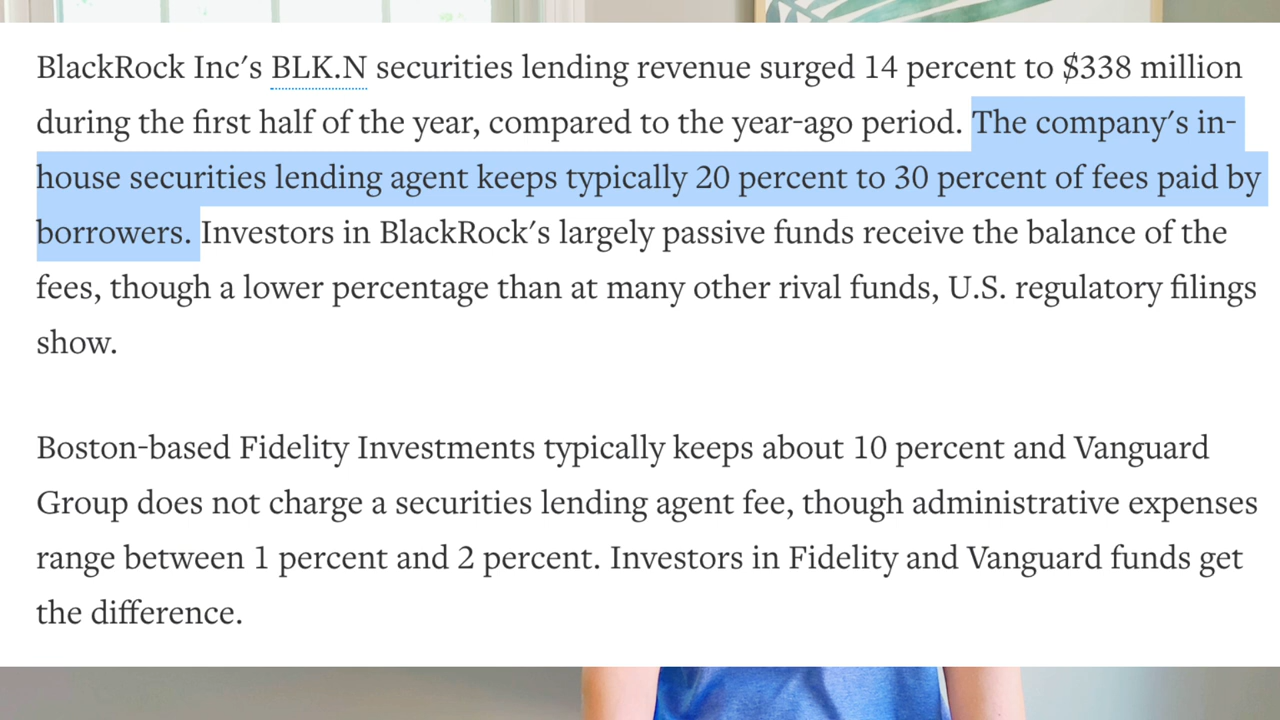 BlackRock Inc's BLK.N securities lending revenue surged 14 percent to $338 million
during the first half of the year, compared to the year-ago period. The company's in-
house securities lending agent keeps typically 20 percent to 30 percent of fees paid by
borrowers. Investors in BlackRock's largely passive funds receive the balance of the
fees, though a lower percentage than at many other rival funds, U.S. regulatory filings
show.
Boston-based Fidelity Investments typically keeps about 10 percent and Vanguard
Group does not charge a securities lending agent fee, though administrative expenses
range between 1 percent and 2 percent. Investors in Fidelity and Vanguard funds get
the difference.